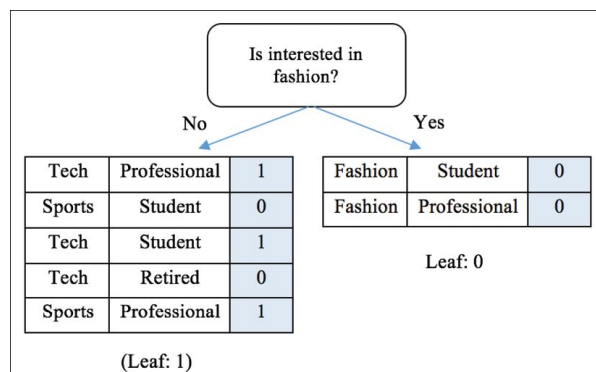 Is interested in
fashion?
No
Yes
Tech Professional 1
Sports Student 0
Tech Student 1
Tech Retired 0
Sports Professional 1
(Leaf: 1)
Fashion Student 0
Fashion Professional 0
Leaf: 0